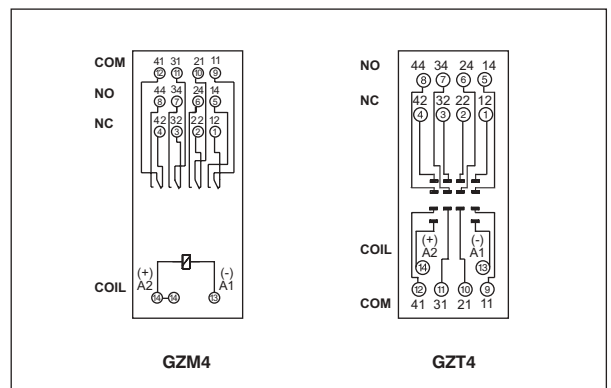 COM 41 31 21 11
12 11 10 9
NO 44 34 24 14
8 7 6 5
NC 42 32 22 12
4 3 2 1
(+) (-)
COIL A2 A1
14 14 13
GZM4
NO 44 34 24 14
8 7 6 5
NC 42 32 22 12
4 3 2 1
(+) (-)
COIL A2 A1
14 13
12 11 10 9
COM 41 31 21 11
GZT4